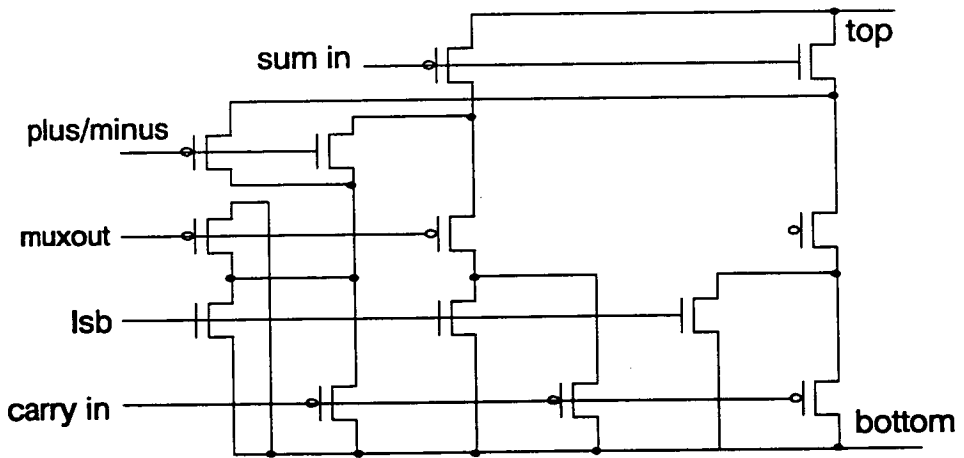 top
sum in
plus/minus
muxout
lsb
carry in
bottom